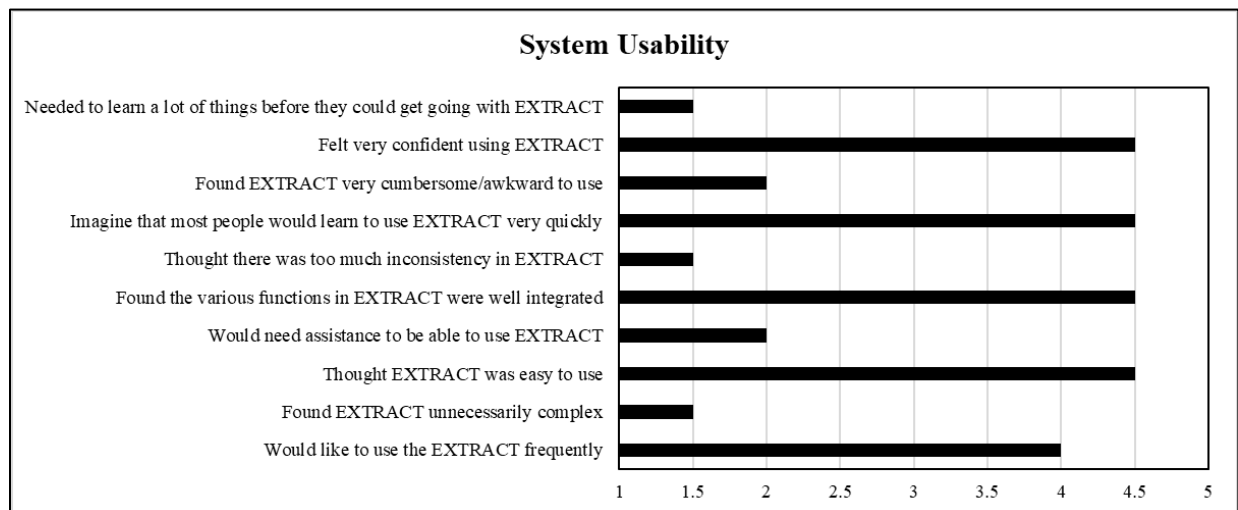 System Usability
Needed to learn a lot of things before they could get going with EXTRACT
Felt very confident using EXTRACT
Found EXTRACT very cumbersome/awkward to use
Imagine that most people would learn to use EXTRACT very quickly
Thought there was too much inconsistency in EXTRACT
Found the various functions in EXTRACT were well integrated
Would need assistance to be able to use EXTRACT
Thought EXTRACT was easy to use
Found EXTRACT unnecessarily complex
Would like to use the EXTRACT frequently
1 1.5 2 2.5 3 3.5 4 4.5 5